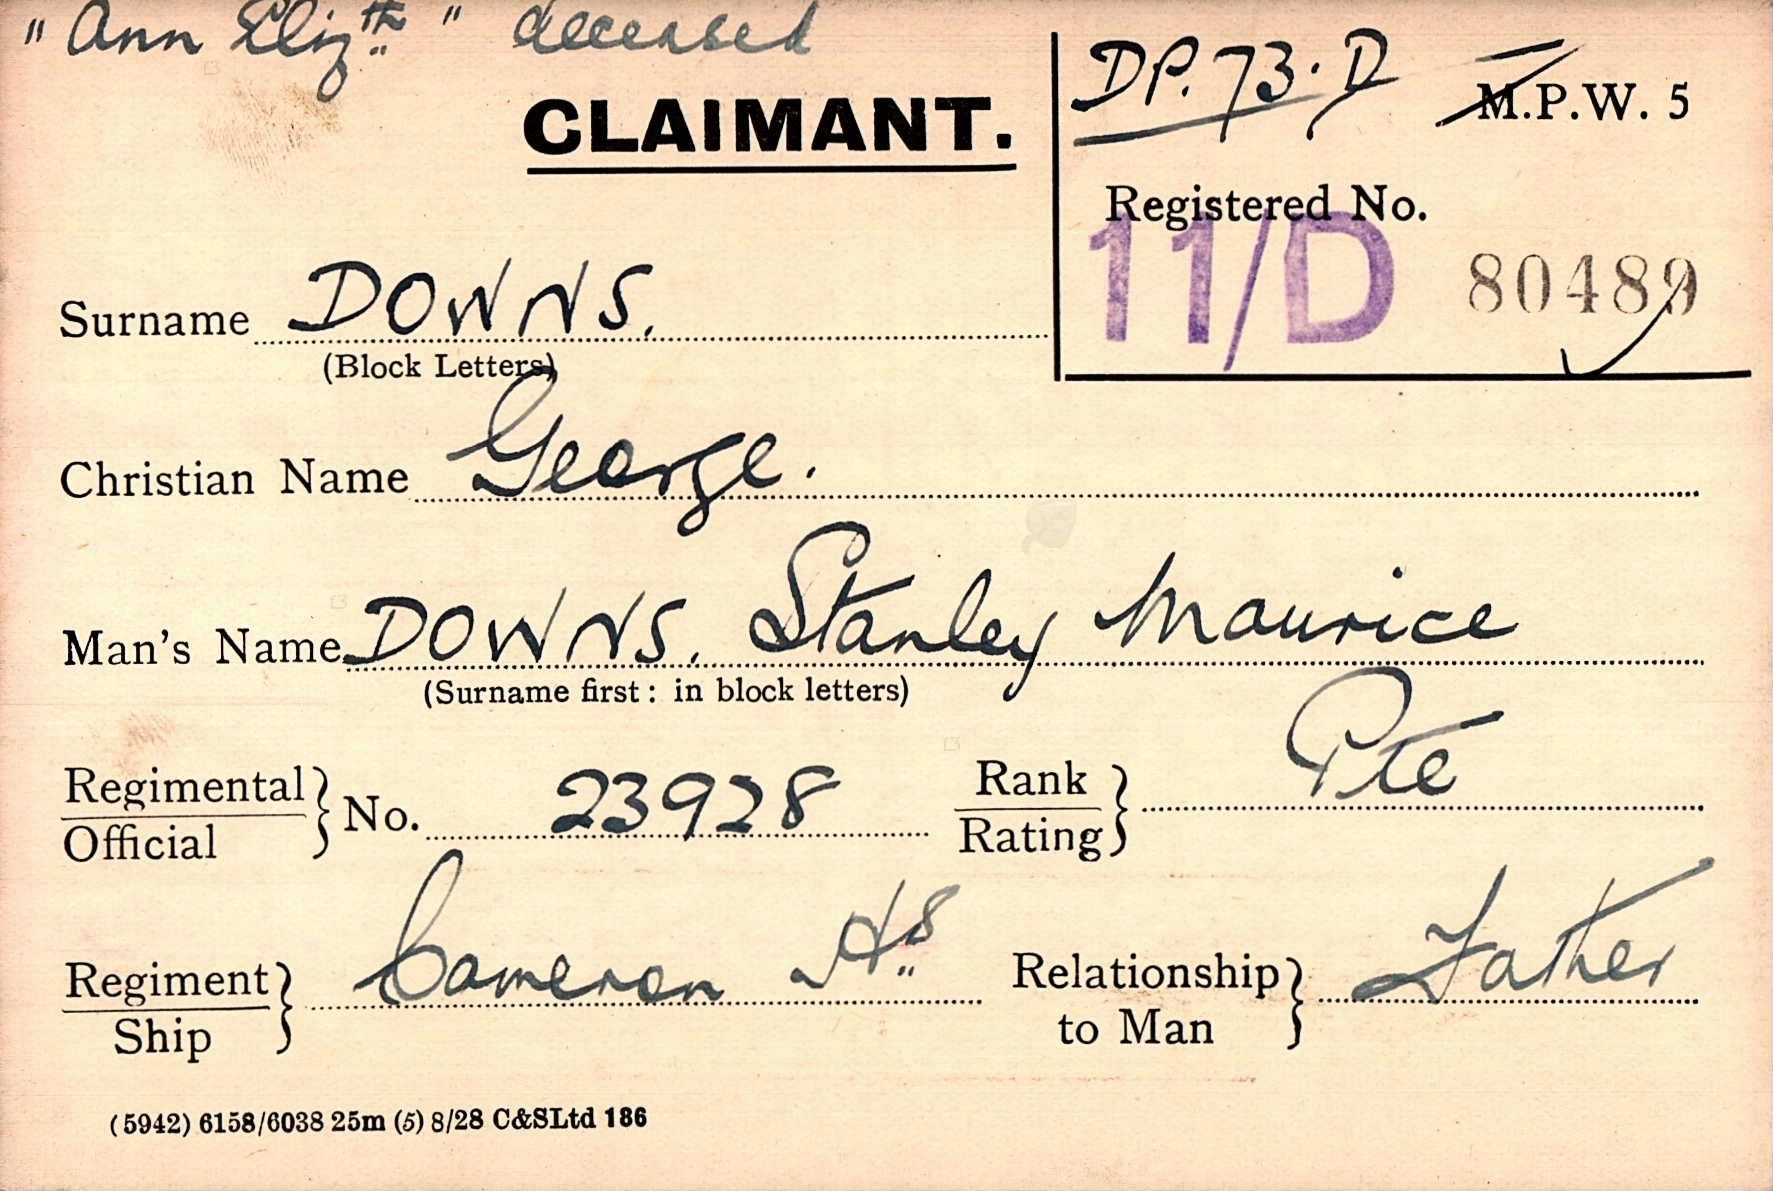 " Ann Elizth " deceased
CLAIMANT.
DP. 73. D M.P.W. 5
Registered No.
11/D 80489
Surname DOWNS.
(Block Letters)
Christian Name George.
Man's Name DOWNS. Stanley Maurice
(Surname first: in block letters)
Regimental
Official } No. 23928
Rank
Rating } Pte
Regiment
Ship } Cameron Hs
Relationship
to Man } Father
(5942) 6158/6038 25m (5) 8/28 C&SLtd 186